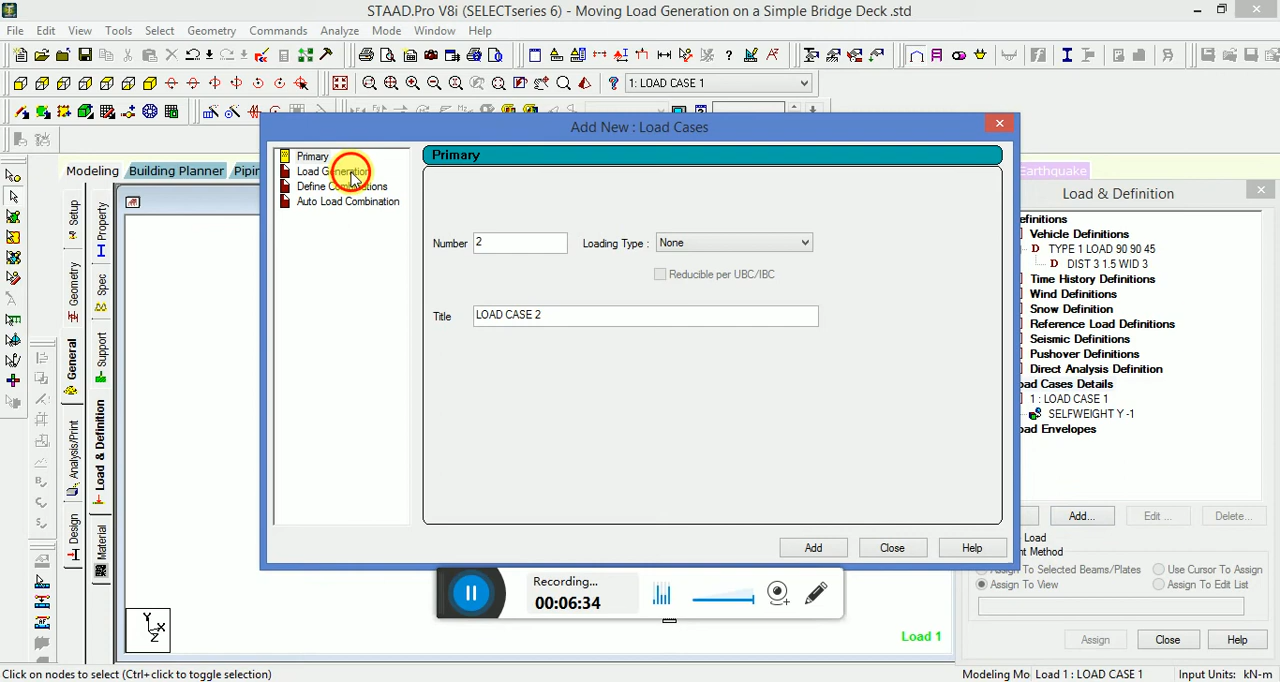 STAAD.Pro V8i (SELECTseries 6) - Moving Load Generation on a Simple Bridge Deck .std
File Edit View Tools Select Geometry Commands Analyze Mode Window Help
1: LOAD CASE 1
Modeling Building Planner Earthquake
Add New : Load Cases
Primary
Load Generation
Define Combinations
Auto Load Combination
Primary
Number 2 Loading Type : None
Reducible per UBC/IBC
Title LOAD CASE 2
Add Close Help
Setup
Geometry
General
Analysis/Print
Design
Property
Spec
Support
Load & Definition
Material
Load & Definition
Vehicle Definitions
TYPE 1 LOAD 90 90 45
DIST 3 1.5 WID 3
Time History Definitions
Wind Definitions
Snow Definition
Reference Load Definitions
Seismic Definitions
Pushover Definitions
Direct Analysis Definition
1 : LOAD CASE 1
SELFWEIGHT Y -1
Add... Edit ... Delete...
Load
Method
Assign To Selected Beams/Plates Use Cursor To Assign
Assign To View Assign To Edit List
Assign Close Help
Recording...
00:06:34
Y
X
Z
Load 1
Click on nodes to select (Ctrl+click to toggle selection) Modeling Mo Load 1 : LOAD CASE 1 Input Units: kN-m